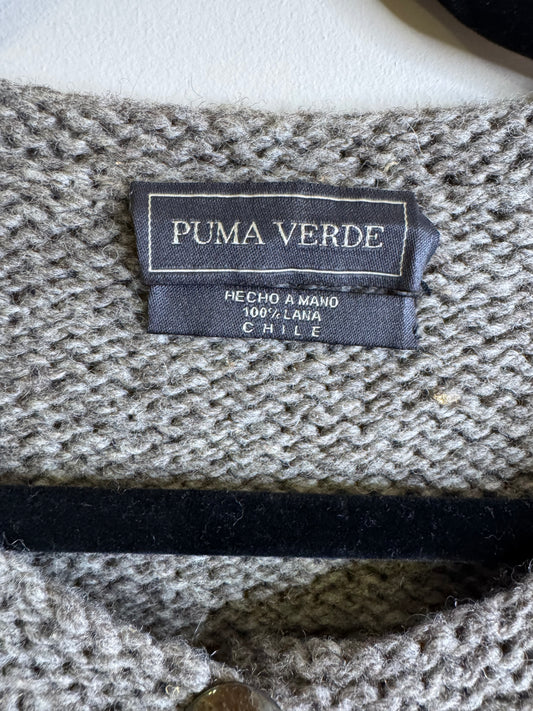 PUMA VERDE
HECHO A MANO
100% LANA
CHILE